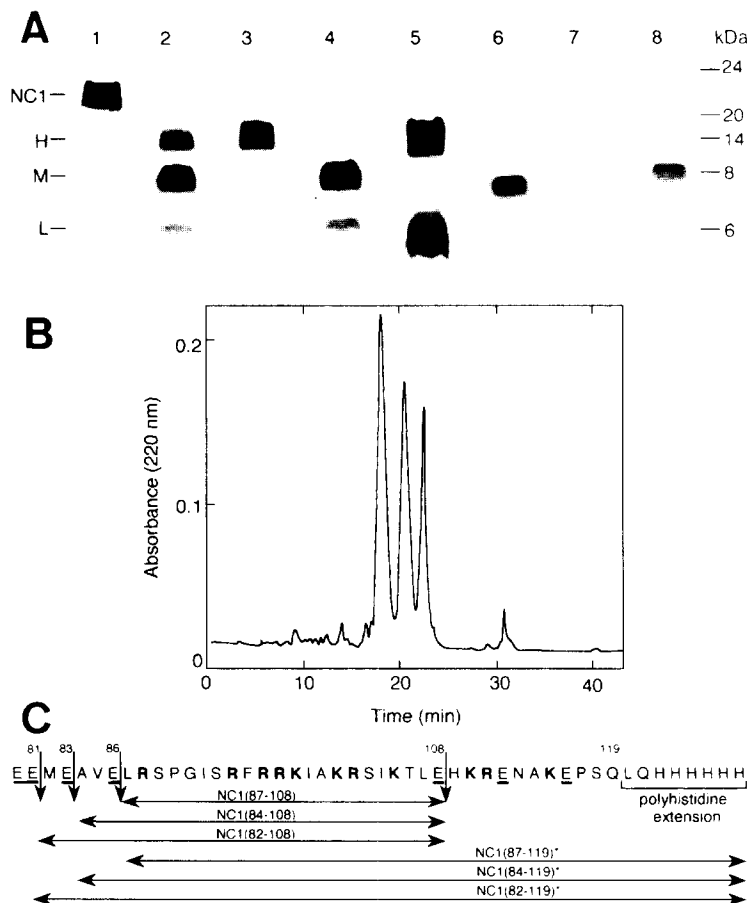 A
1 2 3 4 5 6 7 8 kDa
NC1
H
M
L
24
20
14
8
6
B
Absorbance (220 nm)
0.2
0.1
0
0 10 20 30 40
Time (min)
C
81 83 86 108 119
EEMEAVELRSPGISRFRRKIAKRSIKTLEHKRENAKEPSQLQHHHHHH
NC1(87-108)
NC1(84-108)
NC1(82-108)
polyhistidine
extension
NC1(87-119)*
NC1(84-119)*
NC1(82-119)*